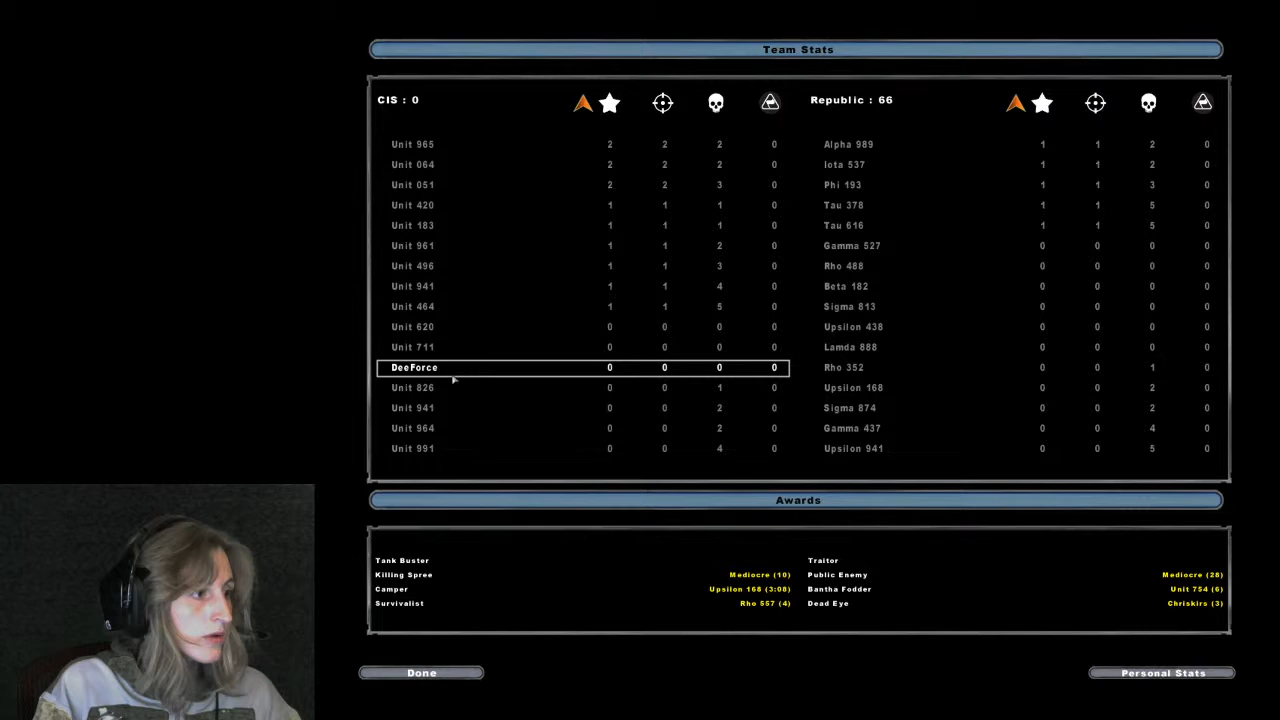 Team Stats
CIS : 0
Republic : 66
Unit 965 2 2 2 0 Alpha 989 1 1 2 0
Unit 064 2 2 2 0 Iota 537 1 1 2 0
Unit 051 2 2 3 0 Phi 193 1 1 3 0
Unit 420 1 1 1 0 Tau 378 1 1 5 0
Unit 183 1 1 1 0 Tau 616 1 1 5 0
Unit 961 1 1 2 0 Gamma 527 0 0 0 0
Unit 496 1 1 3 0 Rho 488 0 0 0 0
Unit 941 1 1 4 0 Beta 182 0 0 0 0
Unit 464 1 1 5 0 Sigma 813 0 0 0 0
Unit 620 0 0 0 0 Upsilon 438 0 0 0 0
Unit 711 0 0 0 0 Lamda 888 0 0 0 0
DeeForce 0 0 0 0 Rho 352 0 0 1 0
Unit 826 0 0 1 0 Upsilon 168 0 0 2 0
Unit 941 0 0 2 0 Sigma 874 0 0 2 0
Unit 964 0 0 2 0 Gamma 437 0 0 4 0
Unit 991 0 0 4 0 Upsilon 941 0 0 5 0
Awards
Tank Buster Traitor
Killing Spree Mediocre (10) Public Enemy Mediocre (28)
Camper Upsilon 168 (3:08) Bantha Fodder Unit 754 (6)
Survivalist Rho 557 (4) Dead Eye Chriskirs (3)
Done
Personal Stats